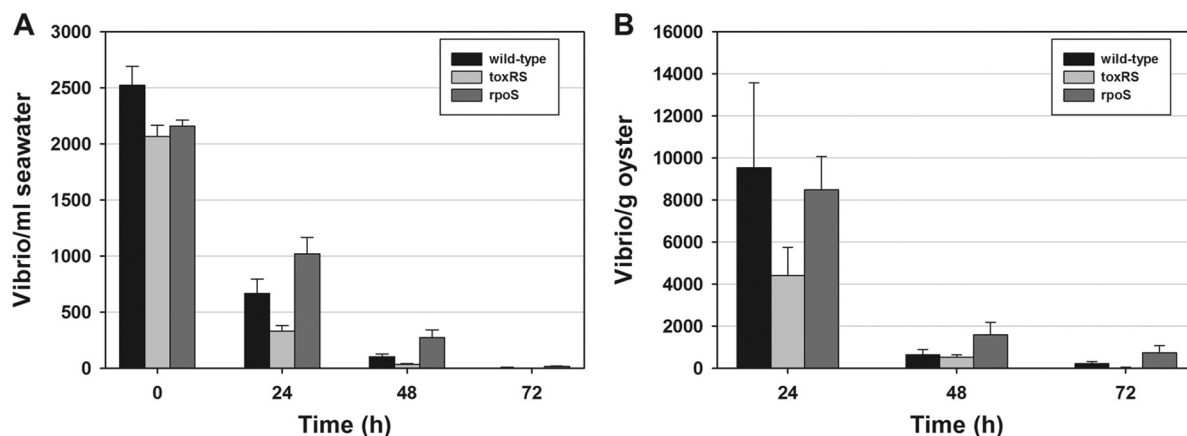 A
Vibrio/ml seawater
3000
2500
2000
1500
1000
500
0
wild-type
toxRS
rpoS
0 24 48 72
Time (h)
B
Vibrio/g oyster
16000
14000
12000
10000
8000
6000
4000
2000
0
wild-type
toxRS
rpoS
24 48 72
Time (h)